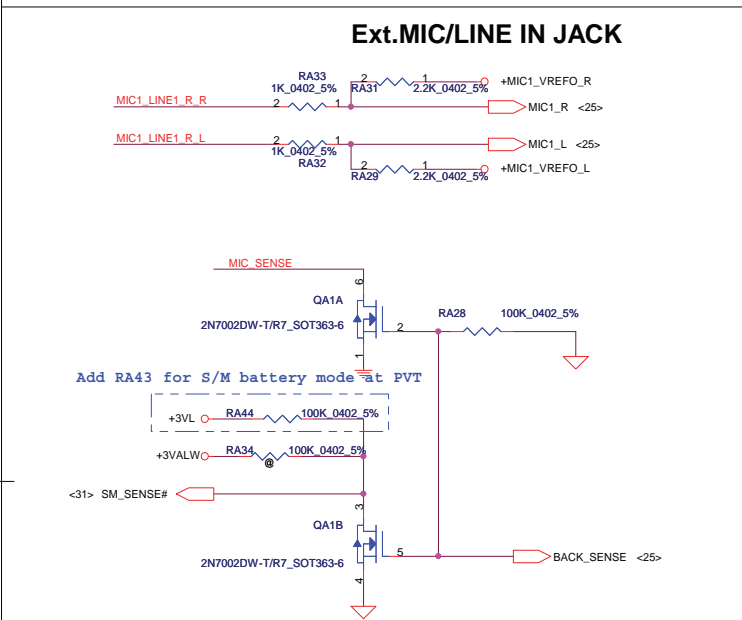 Ext.MIC/LINE IN JACK
RA33
1K_0402_5%
2 1
RA31
2.2K_0402_5%
+MIC1_VREFO_R
MIC1_LINE1_R_R
2 1
MIC1_R <25>
MIC1_LINE1_R_L
2 1
MIC1_L <25>
1K_0402_5%
RA32
2 1
RA29
2.2K_0402_5%
+MIC1_VREFO_L
MIC_SENSE
6
QA1A
2N7002DW-T/R7_SOT363-6
2
1
RA28
100K_0402_5%
Add RA43 for S/M battery mode at PVT
+3VL
RA44
100K_0402_5%
+3VALW
RA34
100K_0402_5%
@
<31> SM_SENSE#
3
QA1B
2N7002DW-T/R7_SOT363-6
5
4
BACK_SENSE <25>